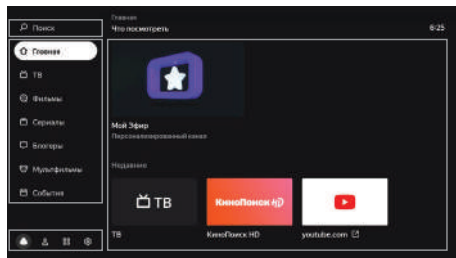 Поиск
Главная
ТВ
Фильмы
Сериалы
Блогеры
Мультфильмы
События
Главная
Что посмотреть
6:25
Мой Эфир
Персонализированный канал
Недавние
ТВ
КиноПоиск HD
ТВ
КиноПоиск HD
youtube.com